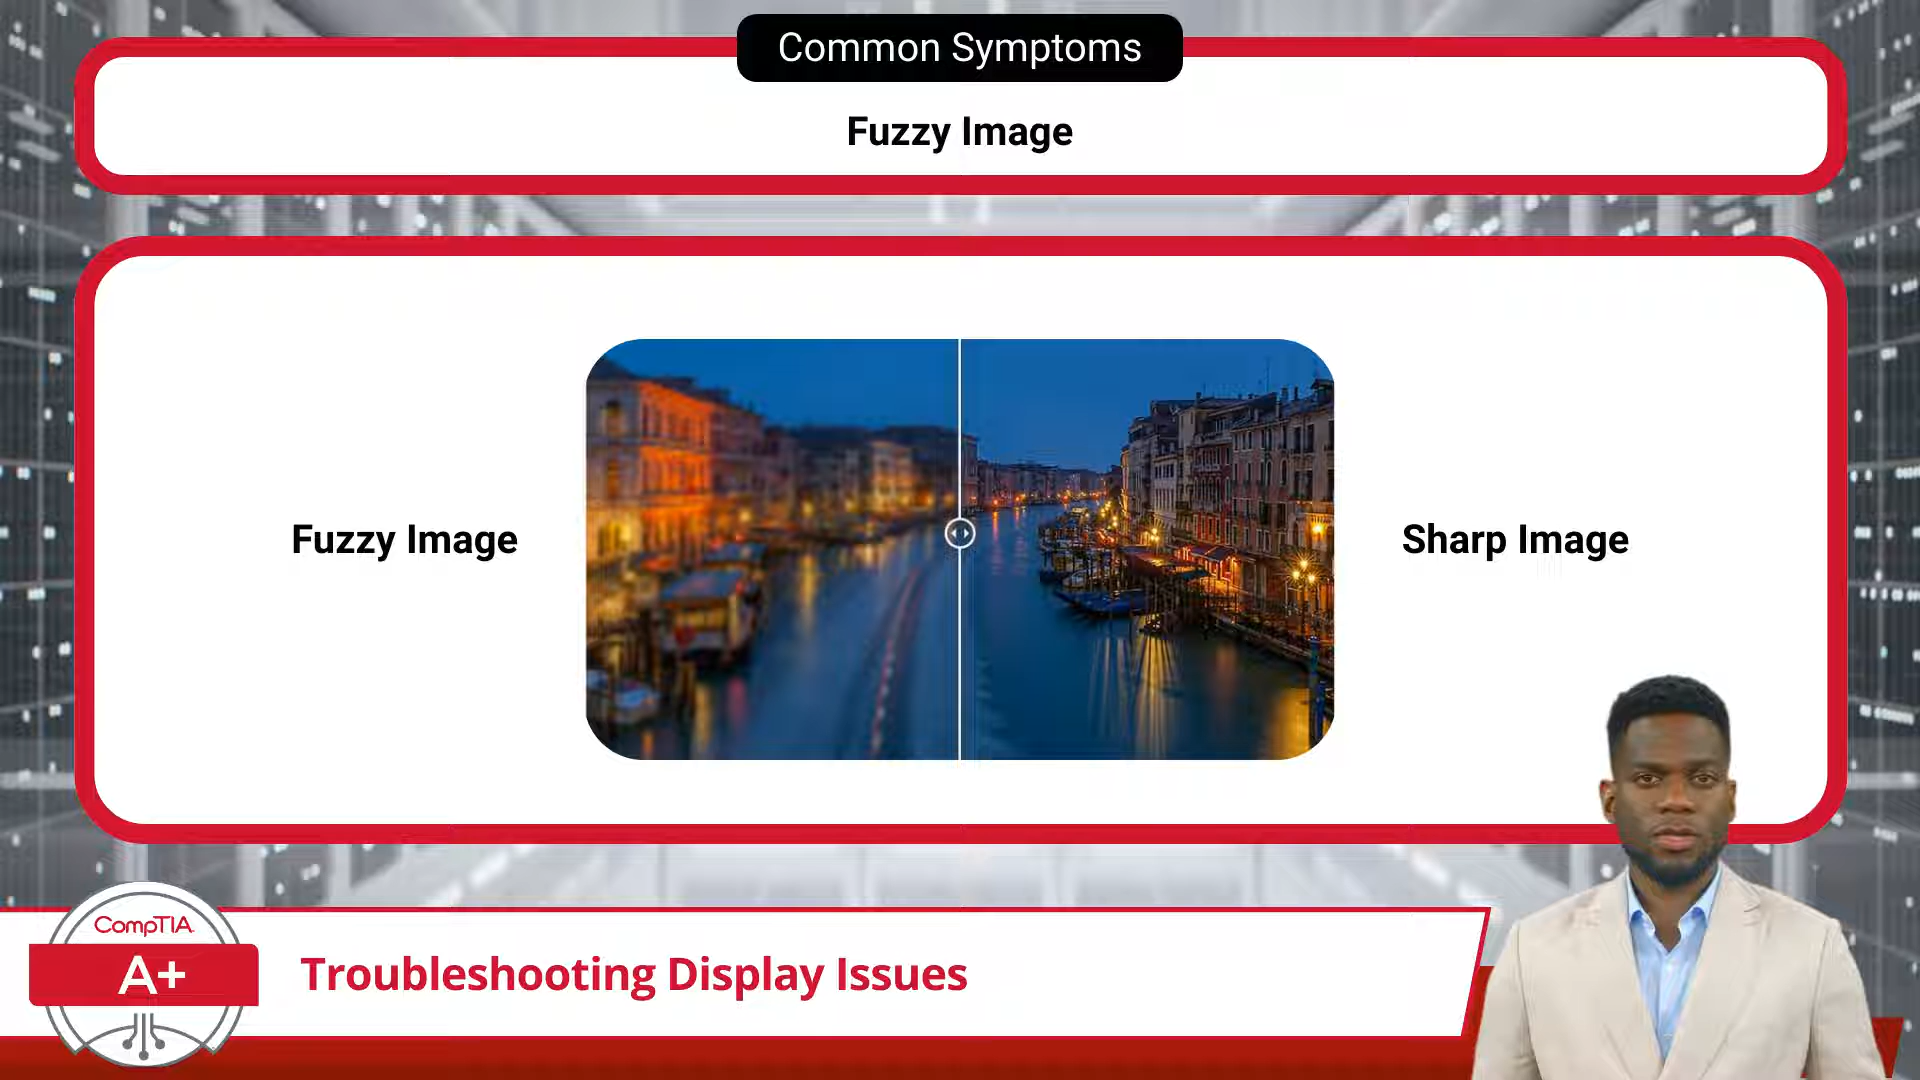 Common Symptoms
Fuzzy Image
Fuzzy Image
Sharp Image
CompTIA
A+
Troubleshooting Display Issues